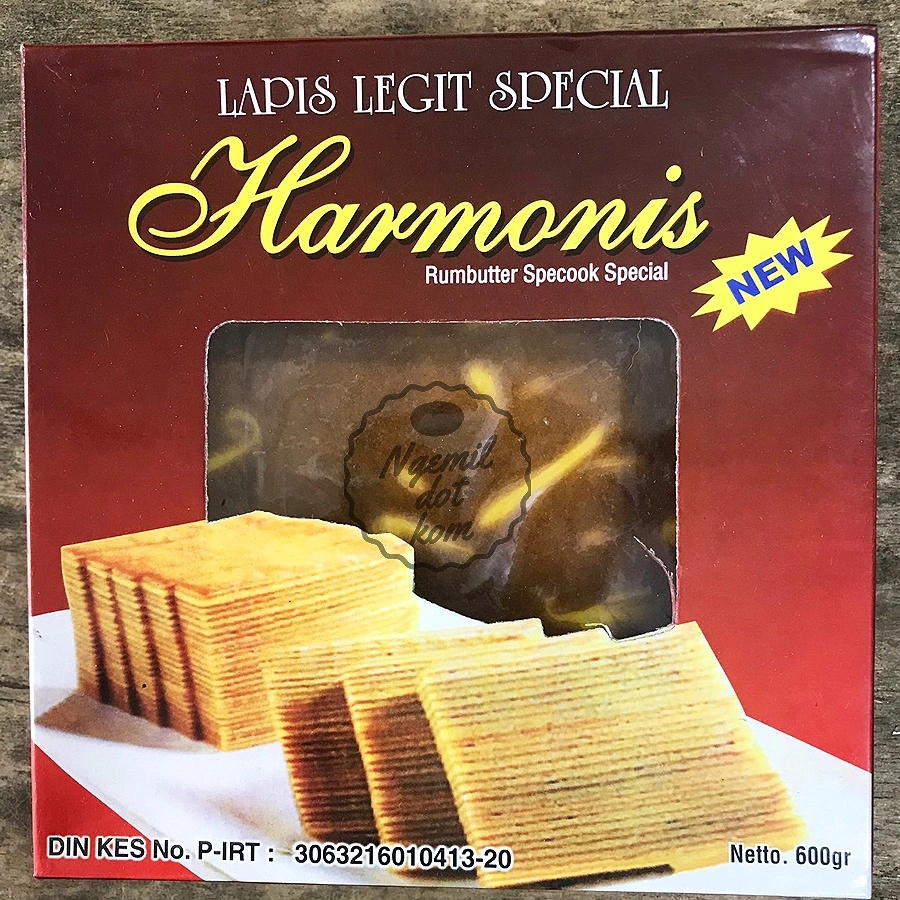 LAPIS LEGIT SPECIAL
Harmonis
Rumbutter Specook Special
NEW
Ngemil
dot
kom
DIN KES No. P-IRT : 3063216010413-20
Netto. 600gr